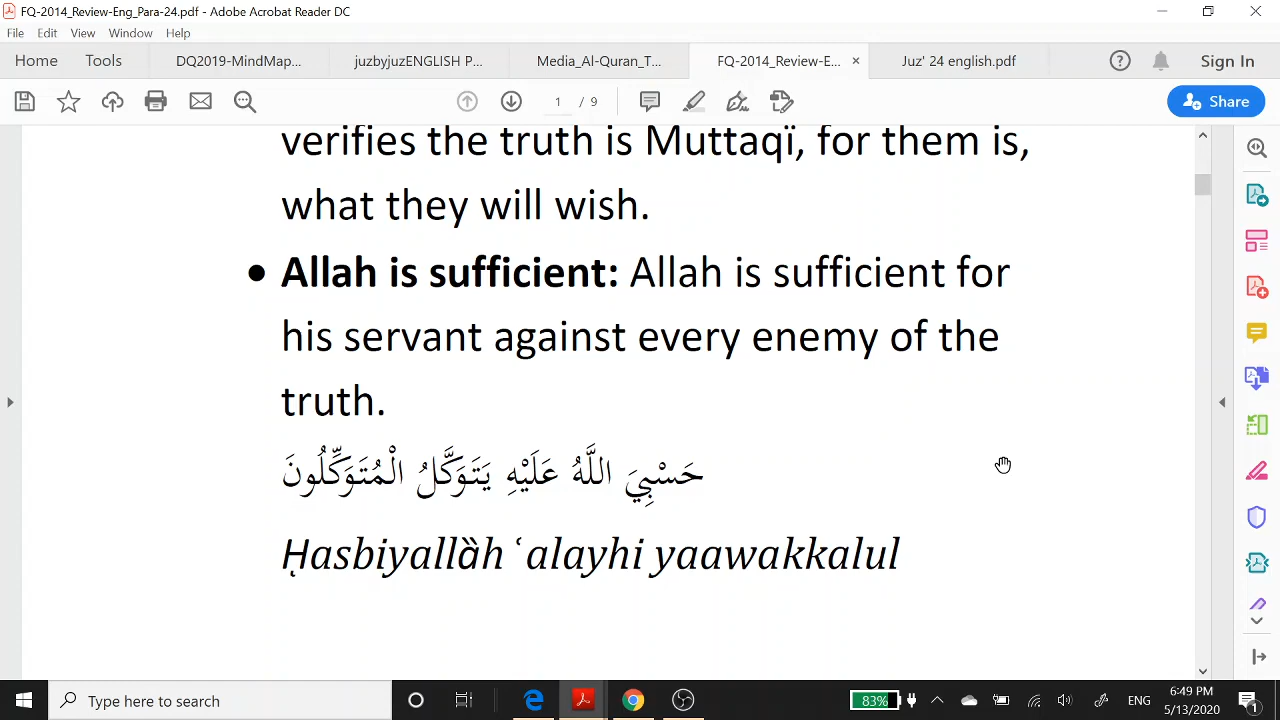 FQ-2014_Review-Eng_Para-24.pdf - Adobe Acrobat Reader DC
File Edit View Window Help
Home Tools DQ2019-MindMap... juzbyjuzENGLISH P... Media_Al-Quran_T... FQ-2014_Review-E... × Juz' 24 english.pdf Sign In
1 / 9 Share
verifies the truth is Muttaqï, for them is,
what they will wish.
• Allah is sufficient: Allah is sufficient for
his servant against every enemy of the
truth.
حَسْبِيَ اللَّهُ عَلَيْهِ يَتَوَكَّلُ الْمُتَوَكِّلُونَ
Ḥasbiyallȁh ʿalayhi yaawakkalul
Type here to search 83% ENG 6:49 PM
5/13/2020 1